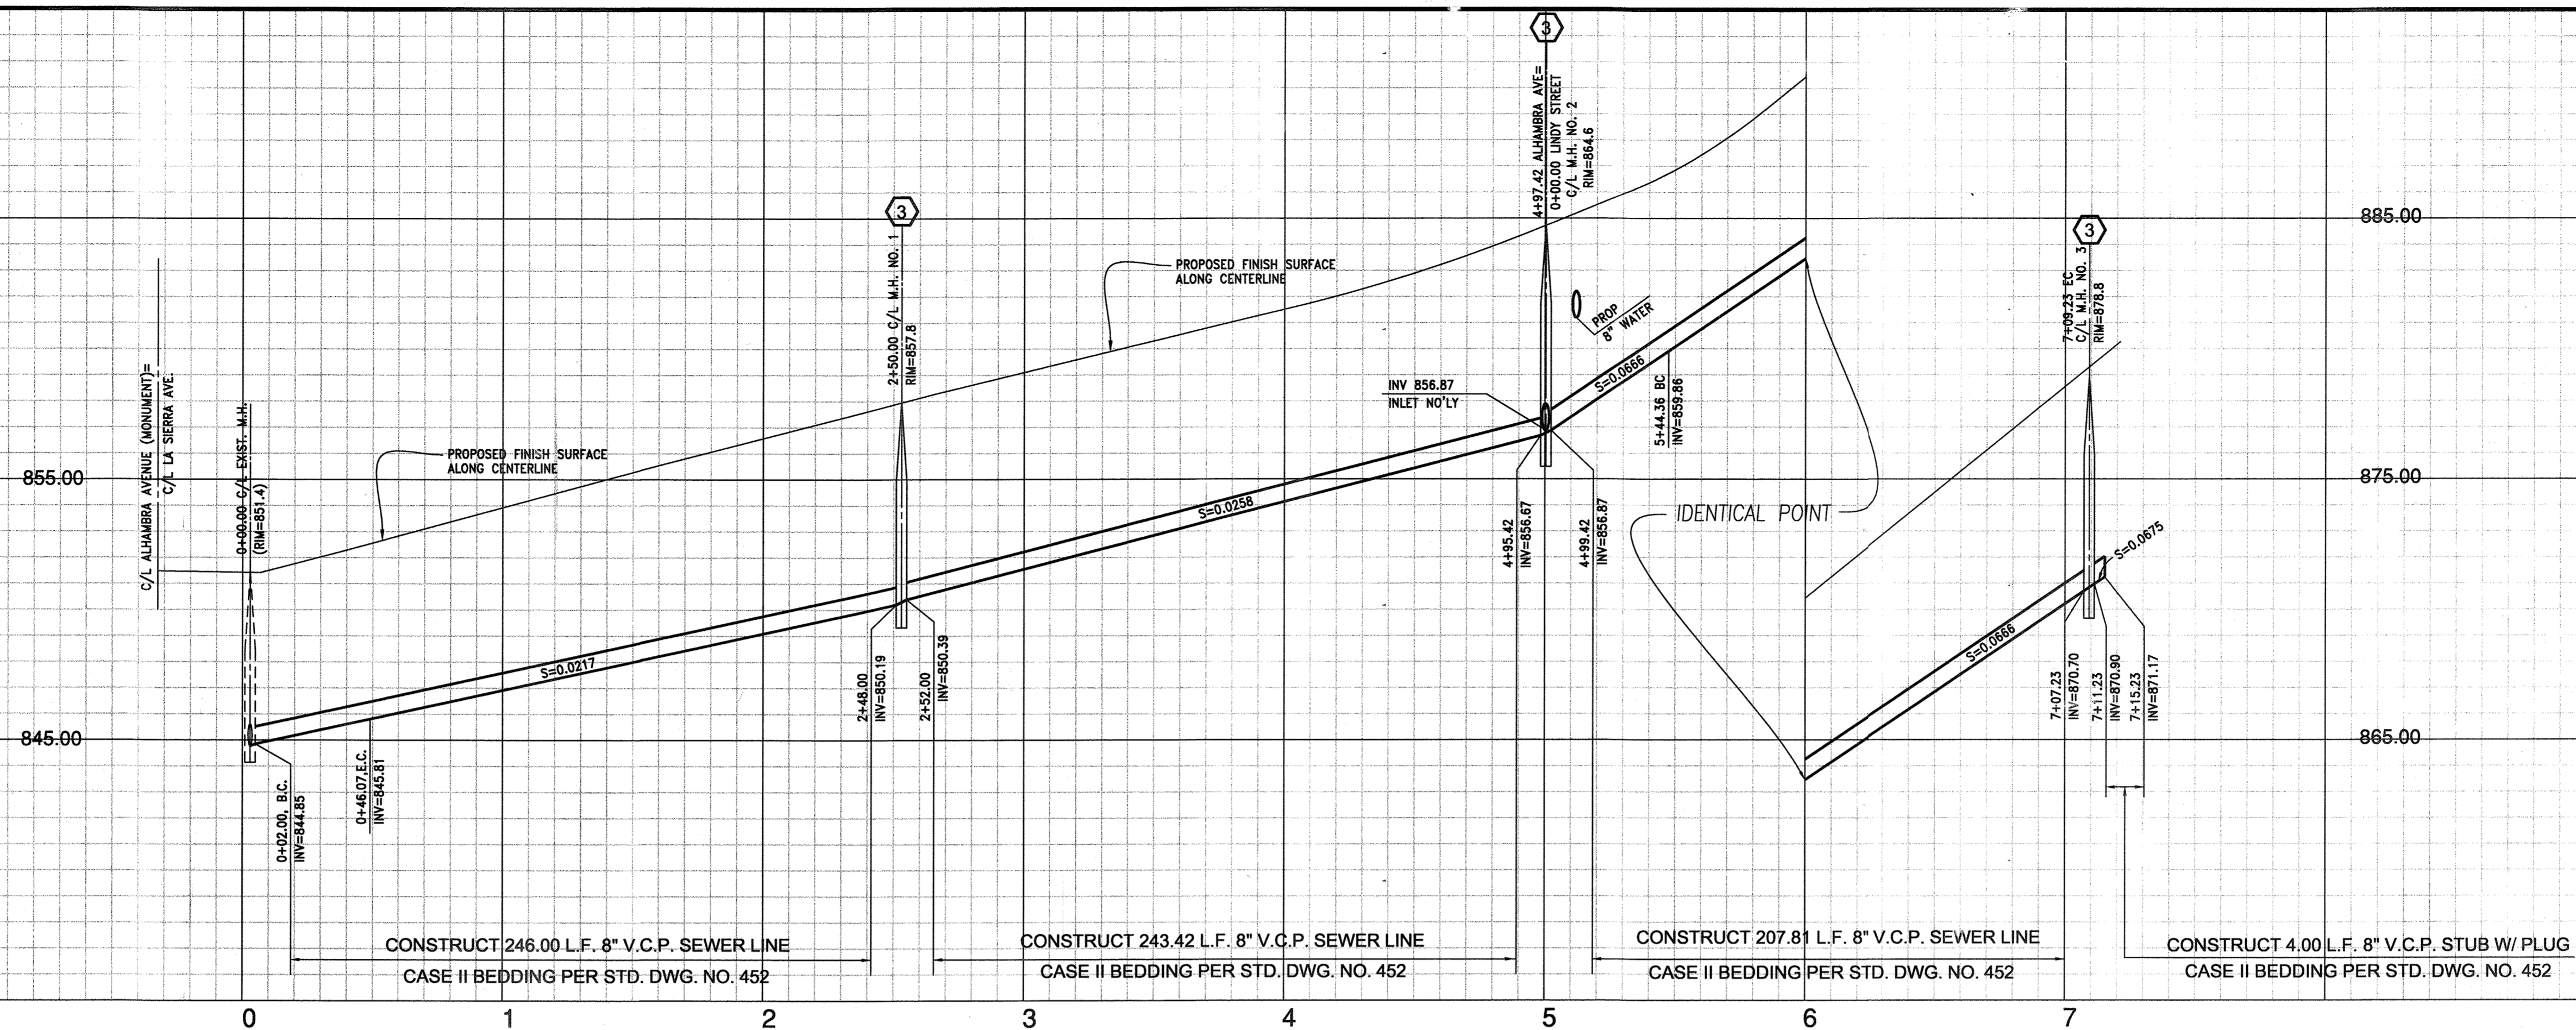 3
4+97.42 ALHAMBRA AVE=
0+00.00 LINDY STREET
C/L M.H. NO. 2
RIM=864.6
3
2+50.00 C/L M.H. NO. 1
RIM=857.8
885.00
3
7+09.23 EC
C/L M.H. NO. 3
RIM=878.8
PROPOSED FINISH SURFACE
ALONG CENTERLINE
PROP
8" WATER
C/L ALHAMBRA AVENUE (MONUMENT)=
C/L LA SIERRA AVE.
0+00.00 C/L EXIST. M.H.
(RIM=851.4)
PROPOSED FINISH SURFACE
ALONG CENTERLINE
INV 856.87
INLET NO'LY
S=0.0666
5+44.36 BC
INV=859.86
855.00
875.00
S=0.0258
4+95.42
INV=856.67
4+99.42
INV=856.87
IDENTICAL POINT
S=0.0675
S=0.0217
2+48.00
INV=850.19
2+52.00
INV=850.39
S=0.0666
7+07.23
INV=870.70
7+11.23
INV=870.90
7+15.23
INV=871.17
845.00
865.00
0+02.00, B.C.
INV=844.85
0+46.07,E.C.
INV=845.81
CONSTRUCT 246.00 L.F. 8" V.C.P. SEWER LINE
CASE II BEDDING PER STD. DWG. NO. 452
CONSTRUCT 243.42 L.F. 8" V.C.P. SEWER LINE
CASE II BEDDING PER STD. DWG. NO. 452
CONSTRUCT 207.81 L.F. 8" V.C.P. SEWER LINE
CASE II BEDDING PER STD. DWG. NO. 452
CONSTRUCT 4.00 L.F. 8" V.C.P. STUB W/ PLUG
CASE II BEDDING PER STD. DWG. NO. 452
0 1 2 3 4 5 6 7